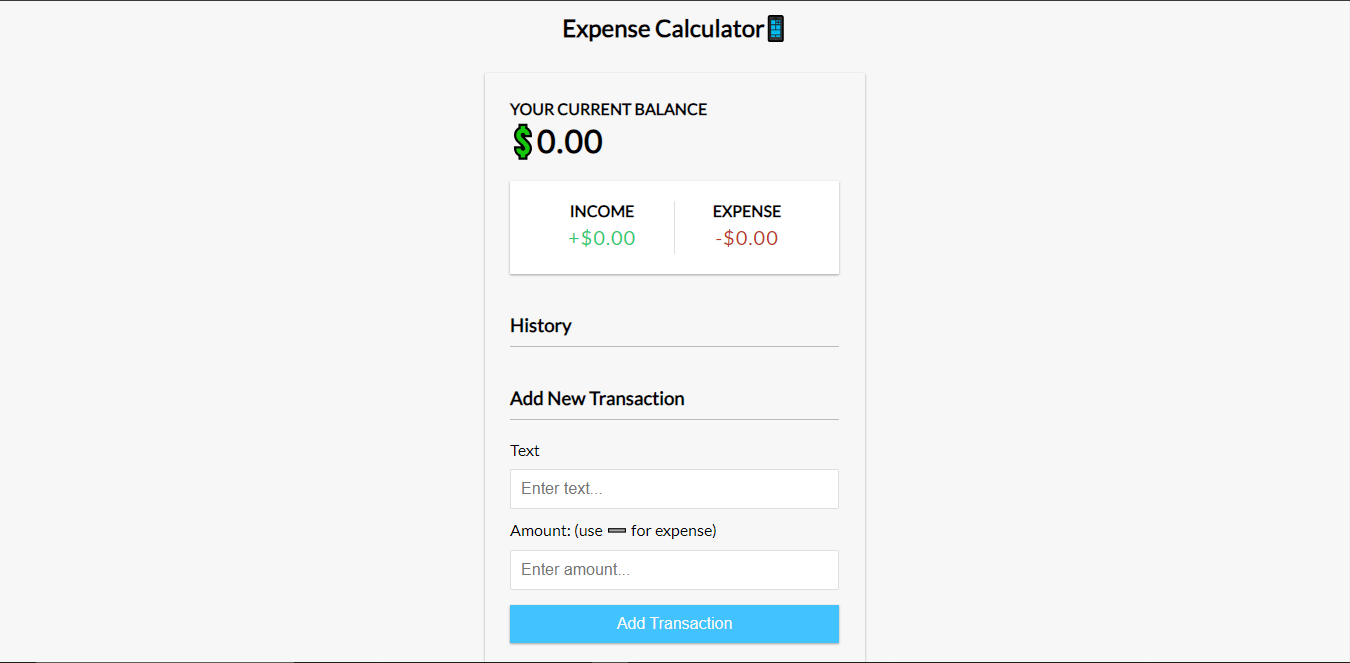 Expense Calculator📱
YOUR CURRENT BALANCE
💲0.00
INCOME EXPENSE
+$0.00 -$0.00
History
Add New Transaction
Text
Enter text...
Amount: (use ➖ for expense)
Enter amount...
Add Transaction